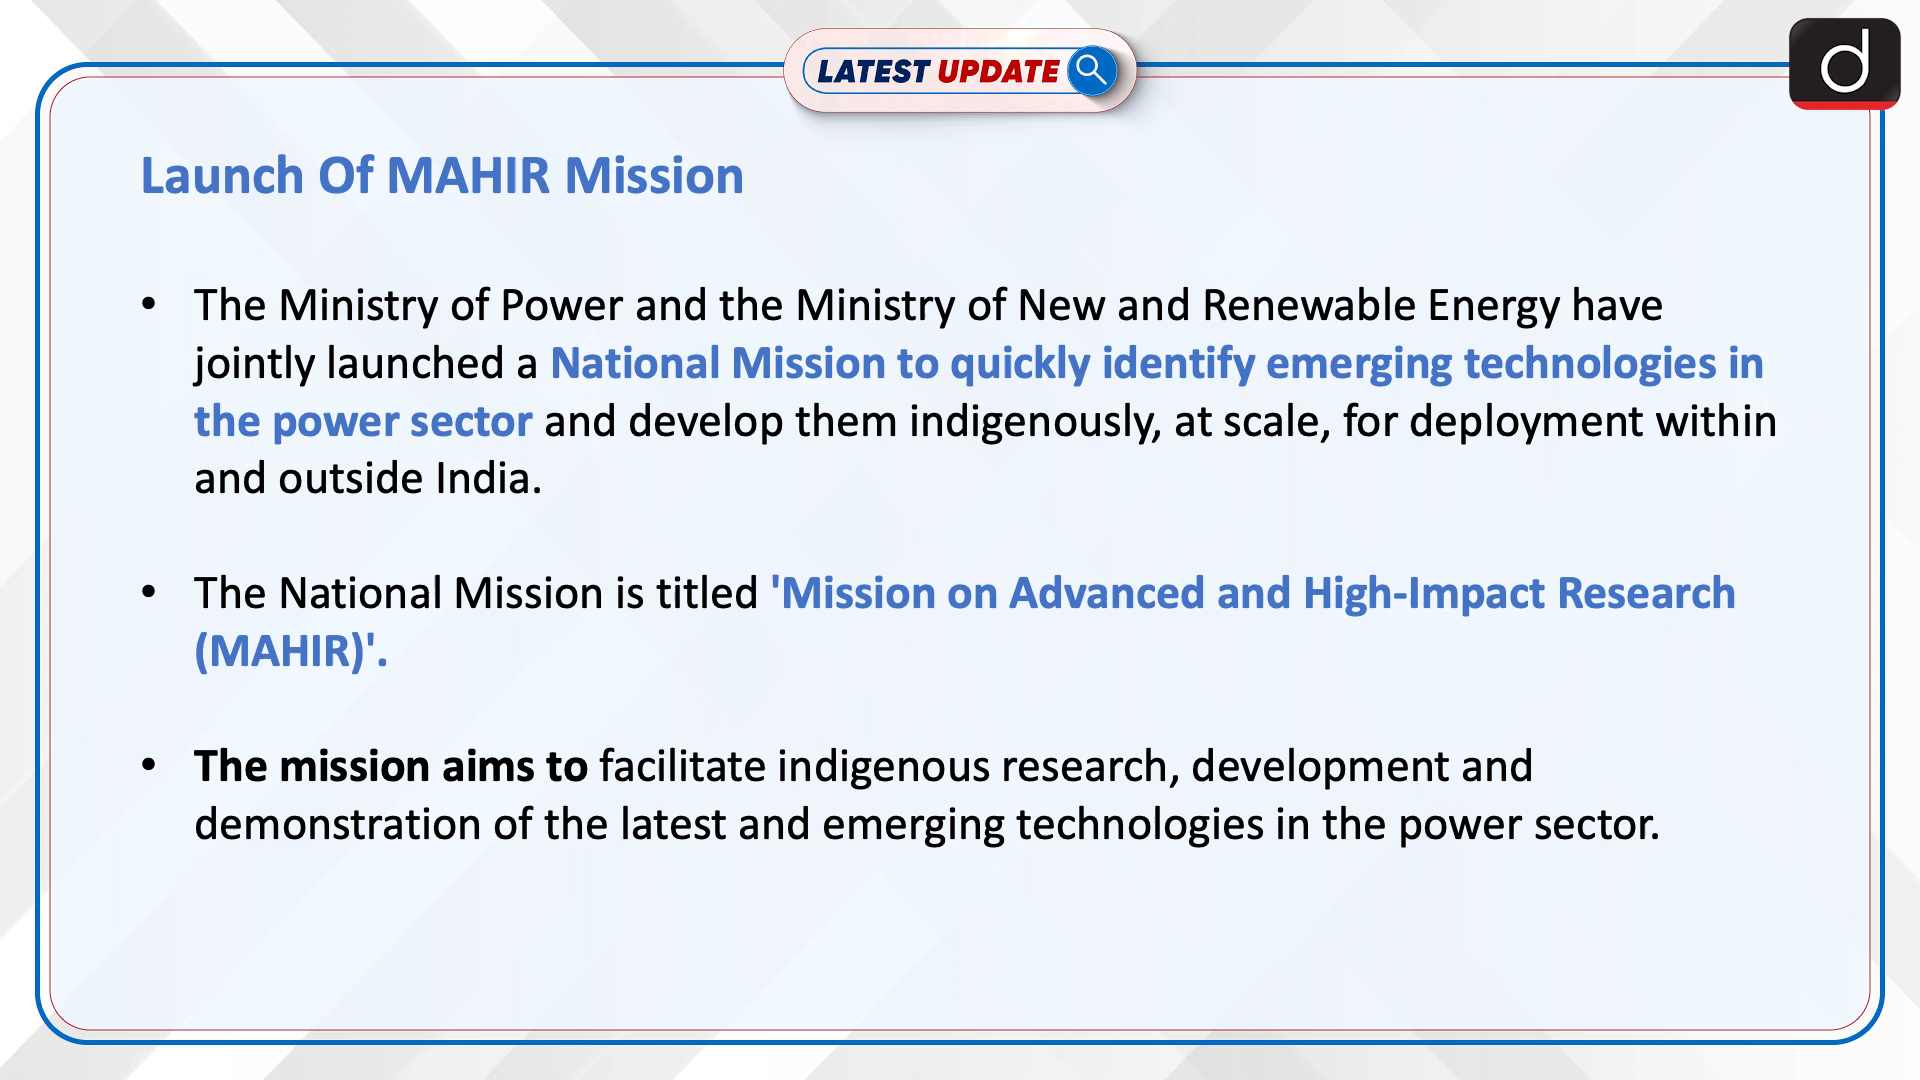 LATEST UPDATE
d
Launch Of MAHIR Mission
• The Ministry of Power and the Ministry of New and Renewable Energy have
jointly launched a National Mission to quickly identify emerging technologies in
the power sector and develop them indigenously, at scale, for deployment within
and outside India.
• The National Mission is titled 'Mission on Advanced and High-Impact Research
(MAHIR)'.
• The mission aims to facilitate indigenous research, development and
demonstration of the latest and emerging technologies in the power sector.